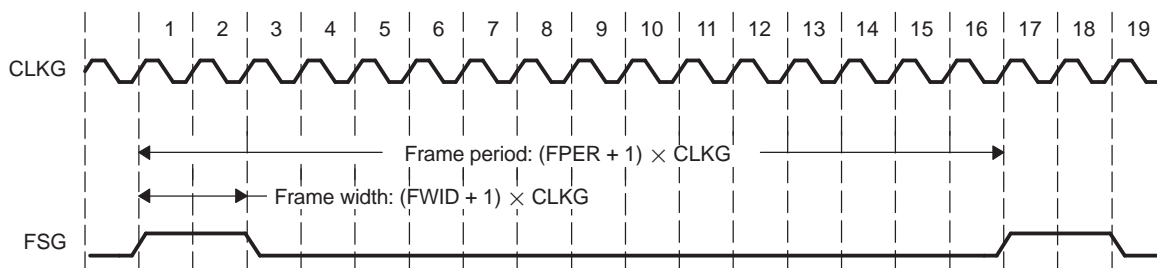 1 2 3 4 5 6 7 8 9 10 11 12 13 14 15 16 17 18 19
CLKG
Frame period: (FPER + 1) × CLKG
Frame width: (FWID + 1) × CLKG
FSG